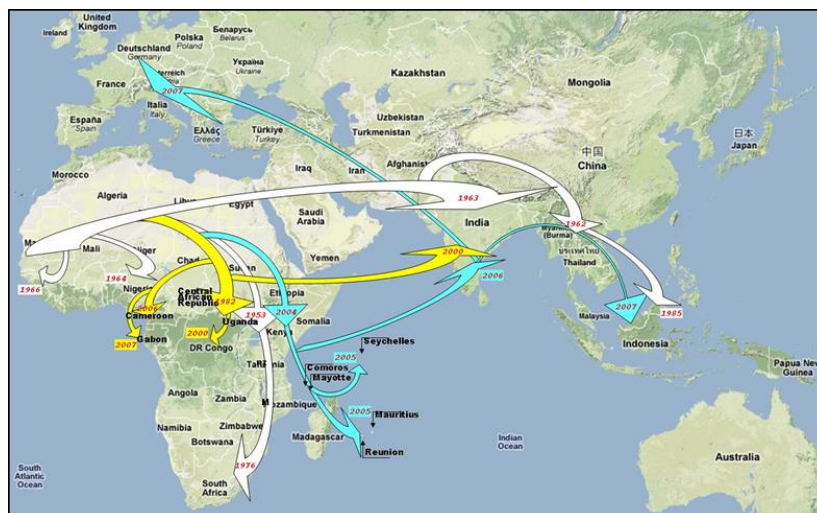 United
Kingdom
Ireland
Polska
Poland
Беларусь
Belarus
Deutschland
Germany
Україна
Ukraine
France
Kazakhstan
Mongolia
2007
Italia
Italy
España
Spain
Ελλάς
Greece
Türkiye
Turkey
Uzbekistan
Turkmenistan
中国
China
日本
Japan
Iraq
Iran
Morocco
Algeria
Egypt
Saudi
Arabia
1963
India
1962
(Burma)
Thailand
Mali
Niger
Chad
Yemen
2000
2006
1966
1964
Central
African
Republic
1982
Ethiopia
2006
Cameroon
Uganda
1953
2004
Somalia
Kenya
2007
Malaysia
1985
Indonesia
2000
2007
Gabon
DR Congo
Seychelles
2005
Comoros
Mayotte
Papua New
Guinea
Angola
Zambia
Mozambique
2005
Mauritius
Namibia
Zimbabwe
Botswana
Madagascar
Reunion
Indian
Ocean
South
Atlantic
Ocean
1976
South
Africa
Australia